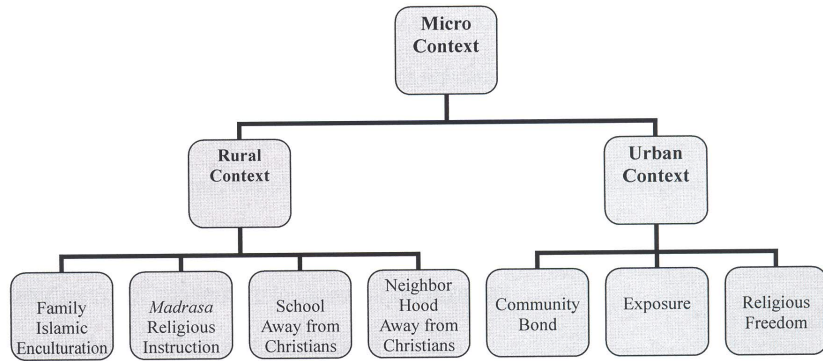 Micro
Context
Rural
Context
Urban
Context
Family
Islamic
Enculturation
Madrasa
Religious
Instruction
School
Away from
Christians
Neighbor
Hood
Away from
Christians
Community
Bond
Exposure
Religious
Freedom